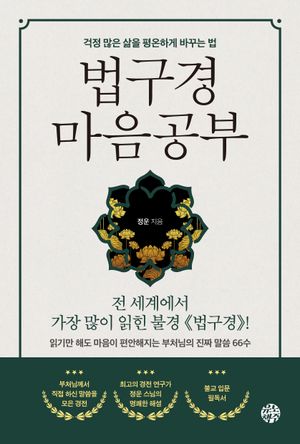 걱정 많은 삶을 평온하게 바꾸는 법
법구경
마음공부
정운 지음
전 세계에서
가장 많이 읽힌 불경 《법구경》!
읽기만 해도 마음이 편안해지는 부처님의 진짜 말씀 66수
★★★
부처님께서
직접 하신 말씀을
모은 경전
★★★
최고의 경전 연구가
정운 스님의
명쾌한 해설
★★★
불교 입문
필독서